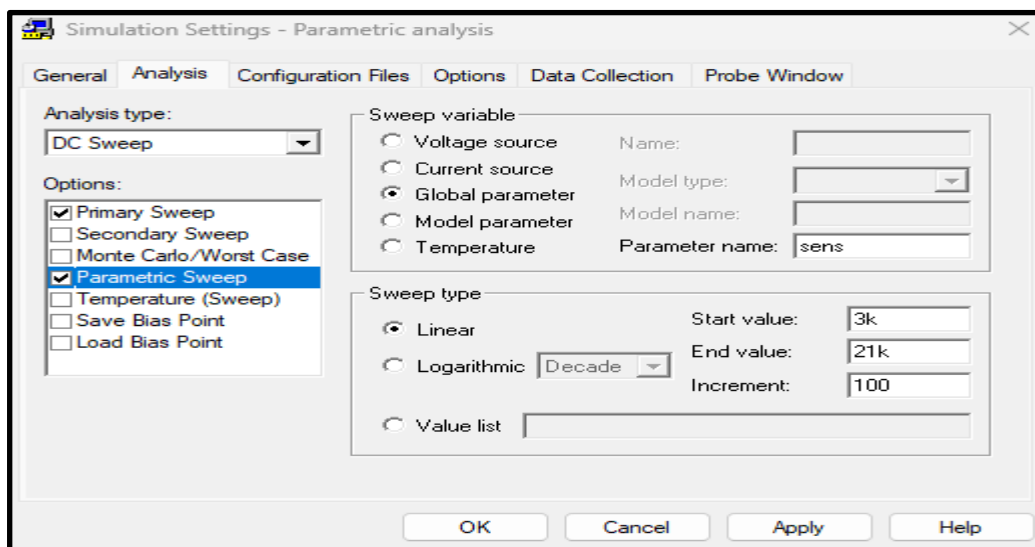 Simulation Settings - Parametric analysis
General Analysis Configuration Files Options Data Collection Probe Window
Analysis type:
DC Sweep
Options:
Primary Sweep
Secondary Sweep
Monte Carlo/Worst Case
Parametric Sweep
Temperature (Sweep)
Save Bias Point
Load Bias Point
Sweep variable
Voltage source
Current source
Global parameter
Model parameter
Temperature
Name:
Model type:
Model name:
Parameter name: sens
Sweep type
Linear
Logarithmic Decade
Value list
Start value: 3k
End value: 21k
Increment: 100
OK Cancel Apply Help